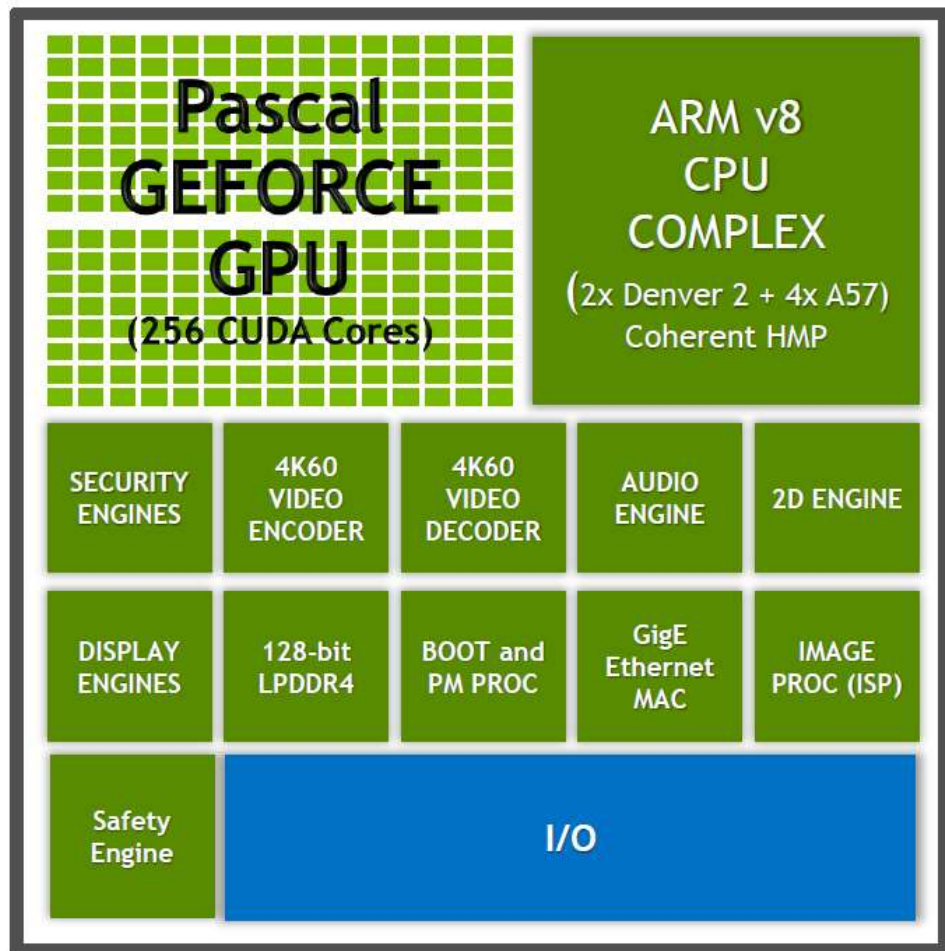 Pascal
GEFORCE
GPU
(256 CUDA Cores)
ARM v8
CPU
COMPLEX
(2x Denver 2 + 4x A57)
Coherent HMP
SECURITY
ENGINES
4K60
VIDEO
ENCODER
4K60
VIDEO
DECODER
AUDIO
ENGINE
2D ENGINE
DISPLAY
ENGINES
128-bit
LPDDR4
BOOT and
PM PROC
GigE
Ethernet
MAC
IMAGE
PROC (ISP)
Safety
Engine
I/O